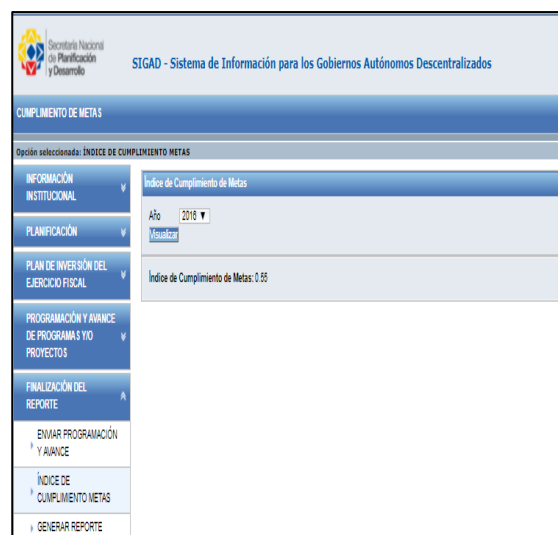 Secretaría Nacional
de Planificación
y Desarrollo
SIGAD - Sistema de Información para los Gobiernos Autónomos Descentralizados
CUMPLIMIENTO DE METAS
Opción seleccionada: ÍNDICE DE CUMPLIMIENTO METAS
INFORMACIÓN
INSTITUCIONAL
PLANIFICACIÓN
PLAN DE INVERSIÓN DEL
EJERCICIO FISCAL
PROGRAMACIÓN Y AVANCE
DE PROGRAMAS Y/O
PROYECTOS
FINALIZACIÓN DEL
REPORTE
ENVIAR PROGRAMACIÓN
Y AVANCE
ÍNDICE DE
CUMPLIMIENTO METAS
GENERAR REPORTE
Índice de Cumplimiento de Metas
Año 2016
Visualizar
Índice de Cumplimiento de Metas: 0.55